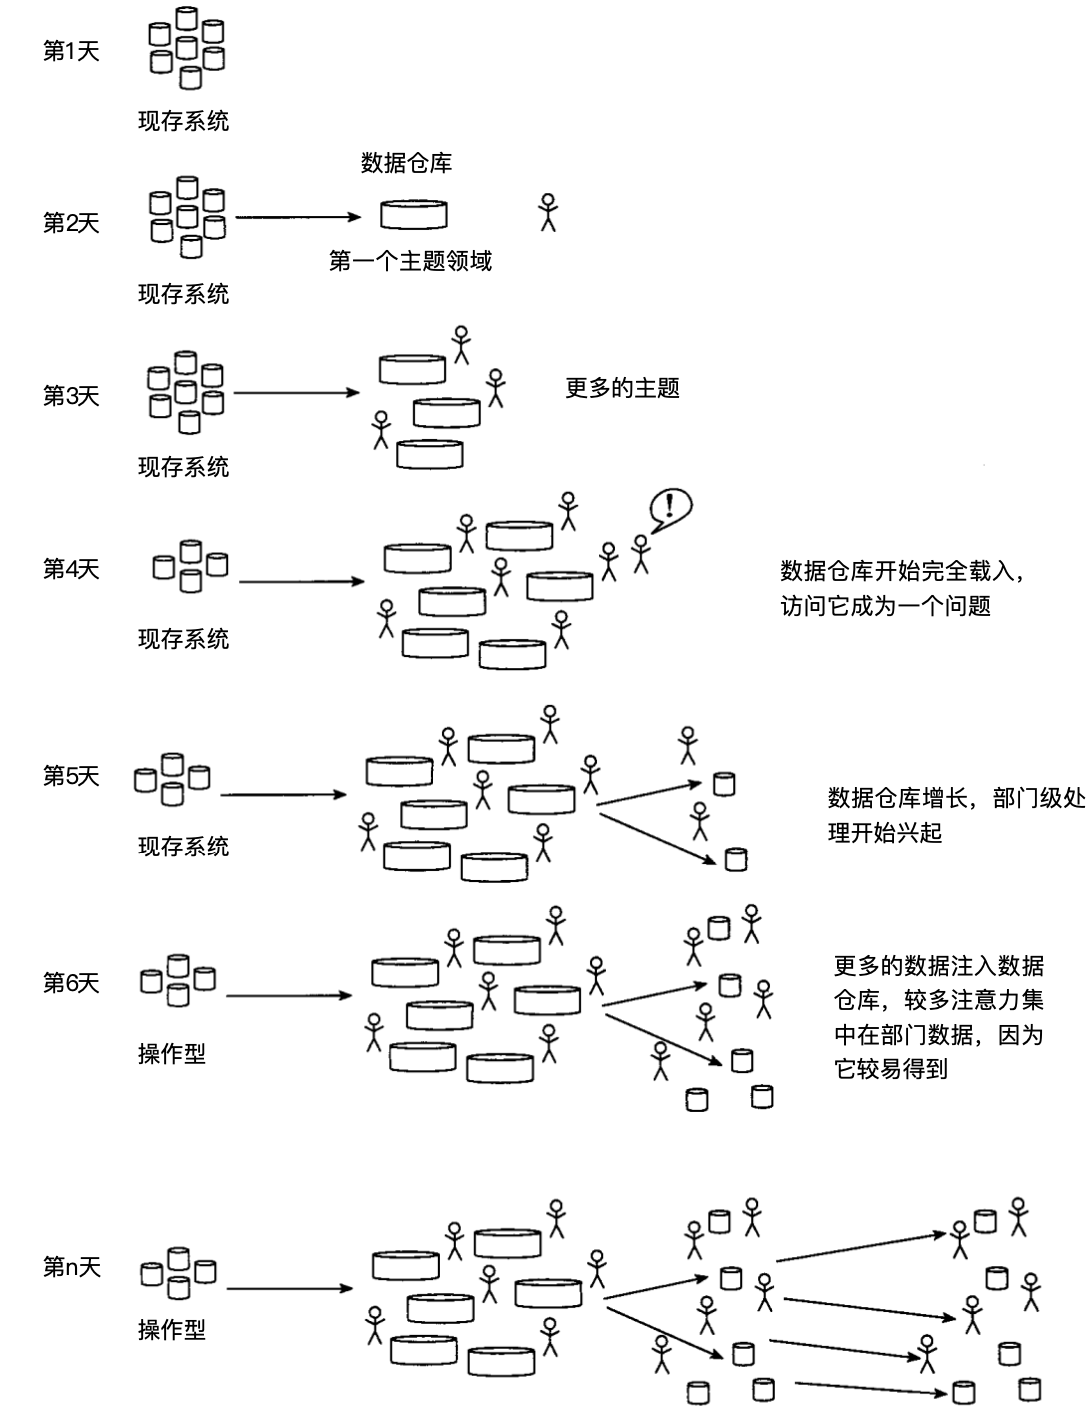 第1天
现存系统
数据仓库
第2天
第一个主题领域
现存系统
第3天
更多的主题
现存系统
!
第4天
数据仓库开始完全载入，
访问它成为一个问题
现存系统
第5天
数据仓库增长，部门级处
理开始兴起
现存系统
第6天
更多的数据注入数据
仓库，较多注意力集
中在部门数据，因为
它较易得到
操作型
第n天
操作型